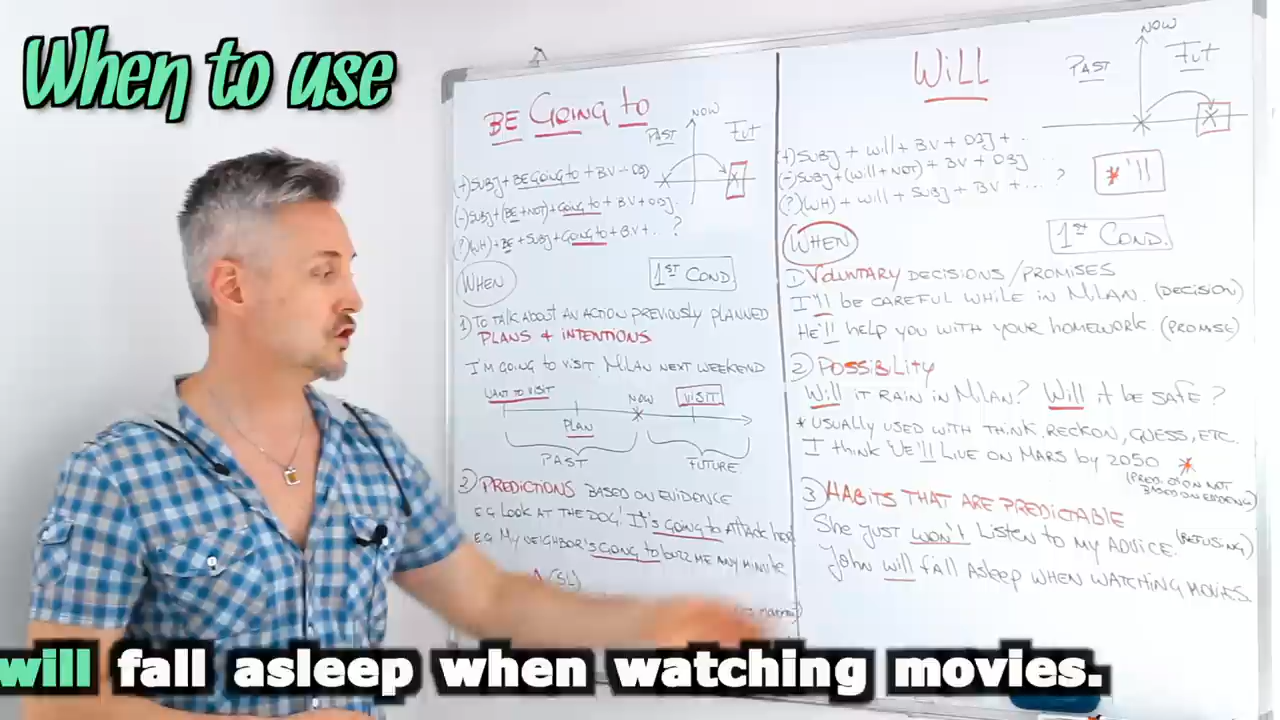 When to use
BE GOING to
PAST
NOW
FUT
(+) SUBJ + BE GOING to + BV + OBJ
(-) SUBJ + (BE + NOT) + GOING to + BV + OBJ
(?) (WH) + BE + SUBJ + GOING to + BV + .. ?
WHEN
1ST COND
1) TO TALK ABOUT AN ACTION PREVIOUSLY PLANNED
PLANS & INTENTIONS
I'M GOING to VISIT MILAN NEXT WEEKEND
WANT TO VISIT
NOW
VISIT
PLAN
PAST
FUTURE
2) PREDICTIONS BASED ON EVIDENCE
E.G. LOOK AT THE DOG! IT'S GOING to ATTACK her
E.G. MY NEIGHBOR'S GONG to buzz ME ANY MINUTE
(SL)
WiLL
PAST
NOW
Fut
(+) SUBJ + will + BV + OBJ + ..
(-) SUBJ + (will + NOT) + BV + OBJ ...
(?) (WH) + will + SUBJ + BV + ... ?
* 'll
WHEN
1ST COND.
1) VOLUNTARY DECISIONS / PROMISES
I'll BE CAREFUL WHILE IN MILAN. (DECISION)
HE'll help you WITH YOUR HOMEWORK. (PROMISE)
2) POSSIBILITY
Will iT RAIN IN MILAN? Will it BE SAFE?
* USUALLY USED WITH THINK, RECKON, GUESS, ETC.
I think WE'll LIVE ON MARS by 2050 *
(PREDICTION NOT
BASED ON EVIDENCE)
3) HABITS THAT ARE PREDICTABLE
She JUST won't LISTEN to MY ADVICE. (REFUSING)
John will fall ASLEEP WHEN WATCHING MOVIES.
will fall asleep when watching movies.